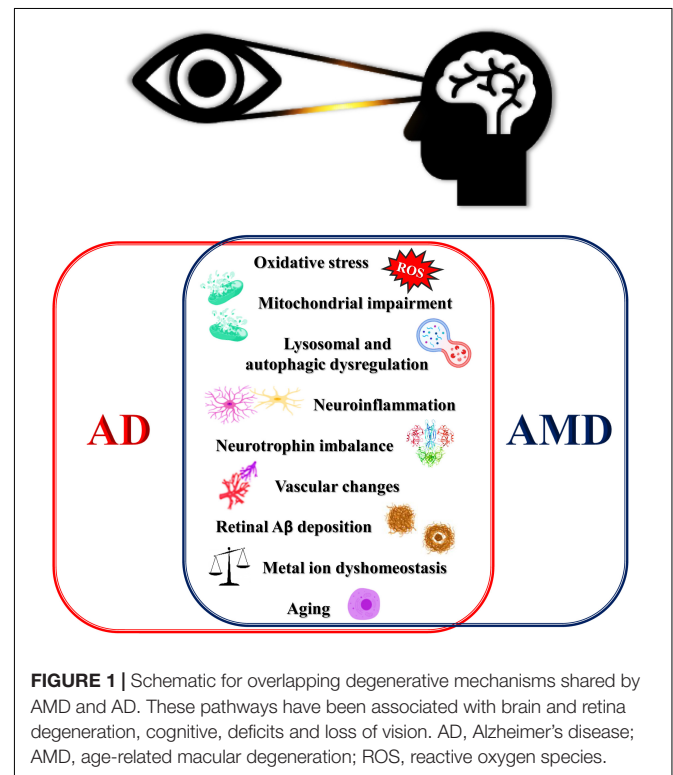 Oxidative stress
ROS
Mitochondrial impairment
Lysosomal and
autophagic dysregulation
Neuroinflammation
AD
AMD
Neurotrophin imbalance
Vascular changes
Retinal Aβ deposition
Metal ion dyshomeostasis
Aging
FIGURE 1 | Schematic for overlapping degenerative mechanisms shared by
AMD and AD. These pathways have been associated with brain and retina
degeneration, cognitive, deficits and loss of vision. AD, Alzheimer's disease;
AMD, age-related macular degeneration; ROS, reactive oxygen species.